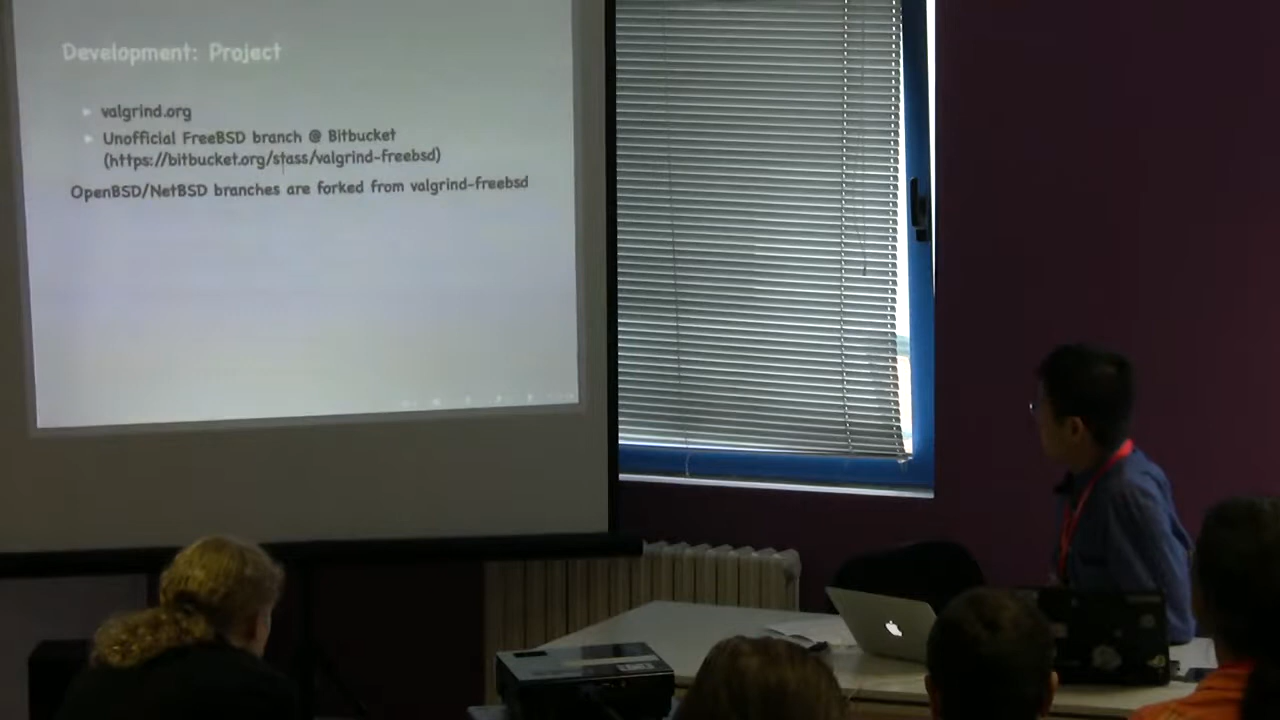 Development: Project
valgrind.org
Unofficial FreeBSD branch @ Bitbucket
(https://bitbucket.org/stass/valgrind-freebsd)
OpenBSD/NetBSD branches are forked from valgrind-freebsd